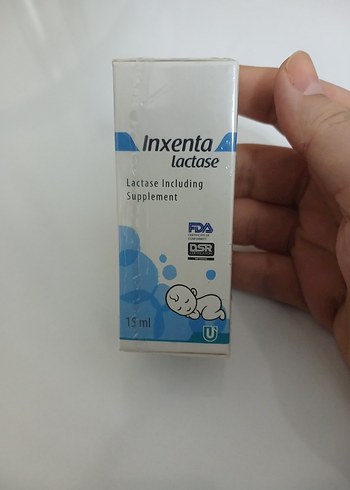 Inxenta
lactase
Lactase Including
Supplement
FDA
DSR
15 ml
U